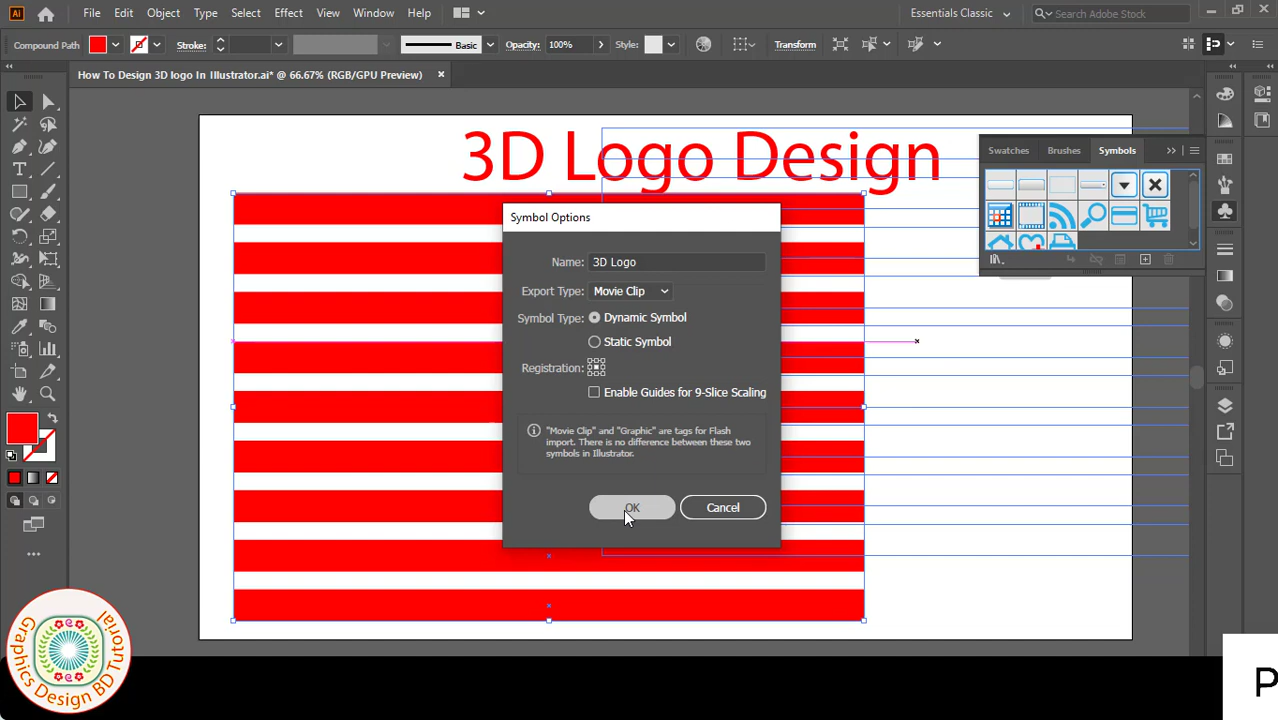 Ai File Edit Object Type Select Effect View Window Help Essentials Classic Search Adobe Stock
Compound Path Stroke: Basic Opacity: 100% Style: Transform
How To Design 3D logo In Illustrator.ai* @ 66.67% (RGB/GPU Preview)
3D Logo Design
Swatches Brushes Symbols
Symbol Options
Name: 3D Logo
Export Type: Movie Clip
Symbol Type: Dynamic Symbol
Static Symbol
Registration:
Enable Guides for 9-Slice Scaling
"Movie Clip" and "Graphic" are tags for Flash
import. There is no difference between these two
symbols in Illustrator.
OK Cancel
Graphics Design BD Tutorial
P